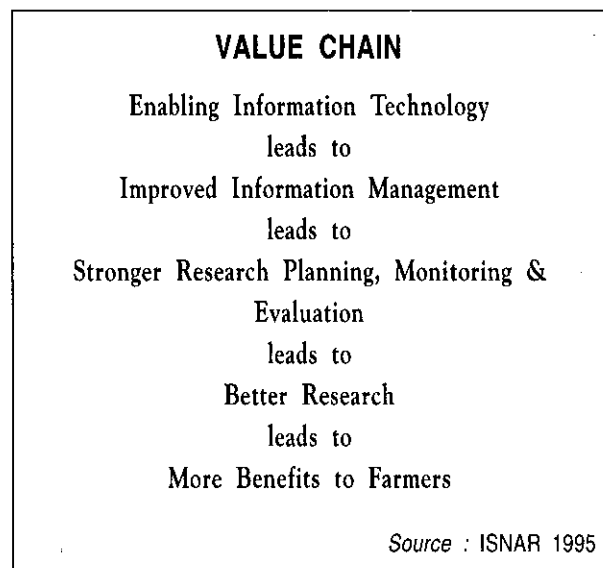 VALUE CHAIN
Enabling Information Technology
leads to
Improved Information Management
leads to
Stronger Research Planning, Monitoring &
Evaluation
leads to
Better Research
leads to
More Benefits to Farmers
Source : ISNAR 1995